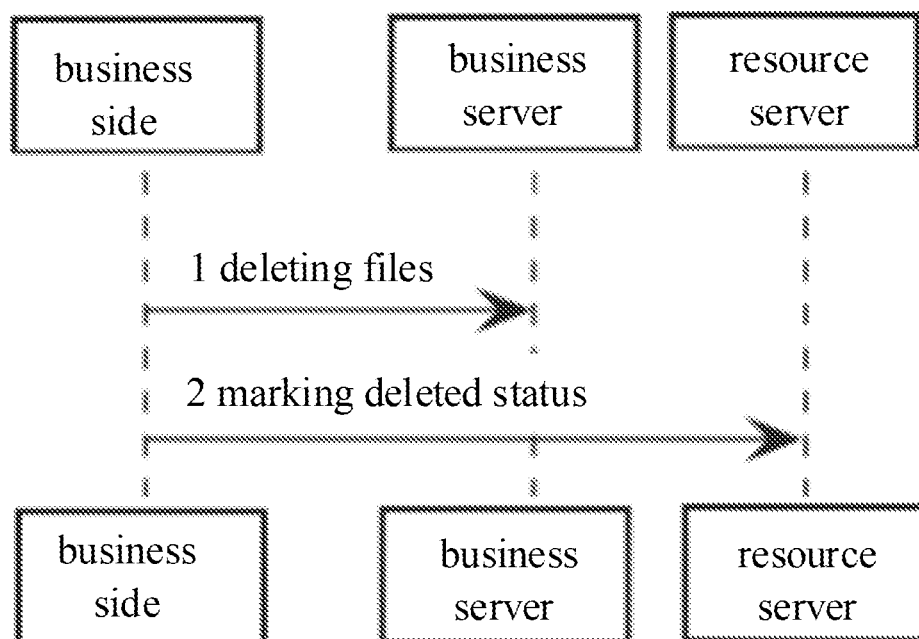 business
side
business
server
resource
server
1 deleting files
2 marking deleted status
business
side
business
server
resource
server